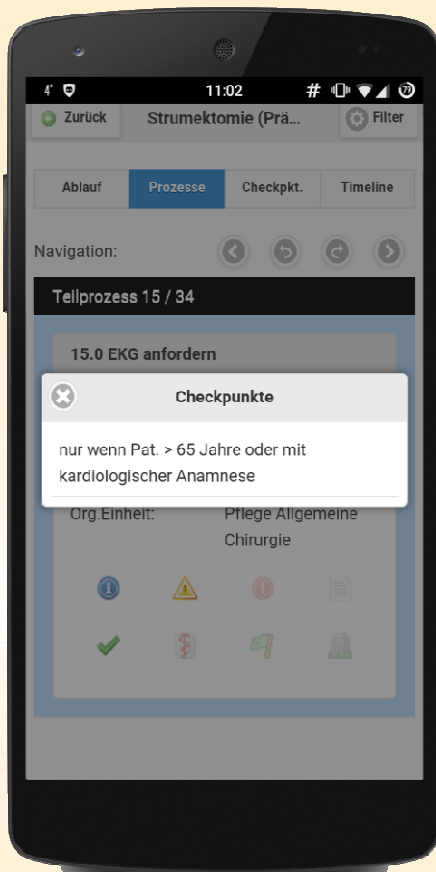 4° 11:02 # 79
Zurück Strumektomie (Prä... Filter
Ablauf Prozesse Checkpkt. Timeline
Navigation:
Teilprozess 15 / 34
15.0 EKG anfordern
Checkpunkte
nur wenn Pat. > 65 Jahre oder mit
kardiologischer Anamnese
Org.Einheit: Pflege Allgemeine
Chirurgie